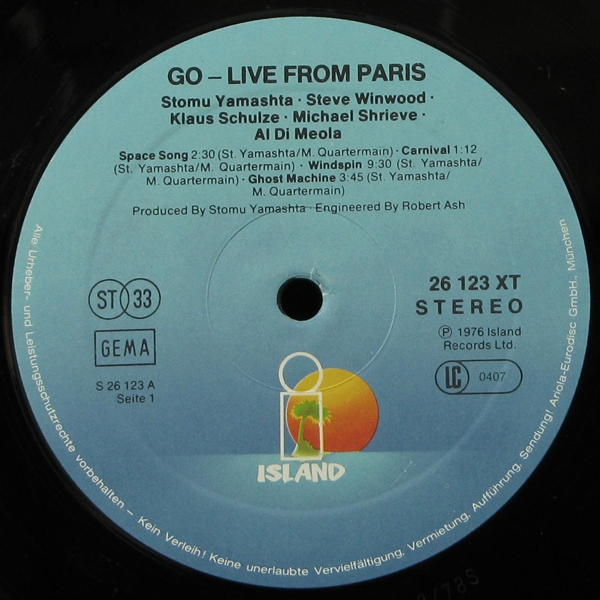 GO – LIVE FROM PARIS
Stomu Yamashta · Steve Winwood ·
Klaus Schulze · Michael Shrieve ·
Al Di Meola
Space Song 2:30 (St. Yamashta/M. Quartermain) · Carnival 1:12
(St. Yamashta/M. Quartermain) · Windspin 9:30 (St. Yamashta/
M. Quartermain) · Ghost Machine 3:45 (St. Yamashta/
M. Quartermain)
Produced By Stomu Yamashta · Engineered By Robert Ash
ST 33
GEMA
S 26 123 A
Seite 1
26 123 XT
STEREO
Ⓟ 1976 Island
Records Ltd.
LC 0407
ISLAND
Alle Urheber- und Leistungsschutzrechte vorbehalten – Kein Verleih! Keine unerlaubte Vervielfältigung, Vermietung, Aufführung, Sendung! Ariola-Eurodisc GmbH., München